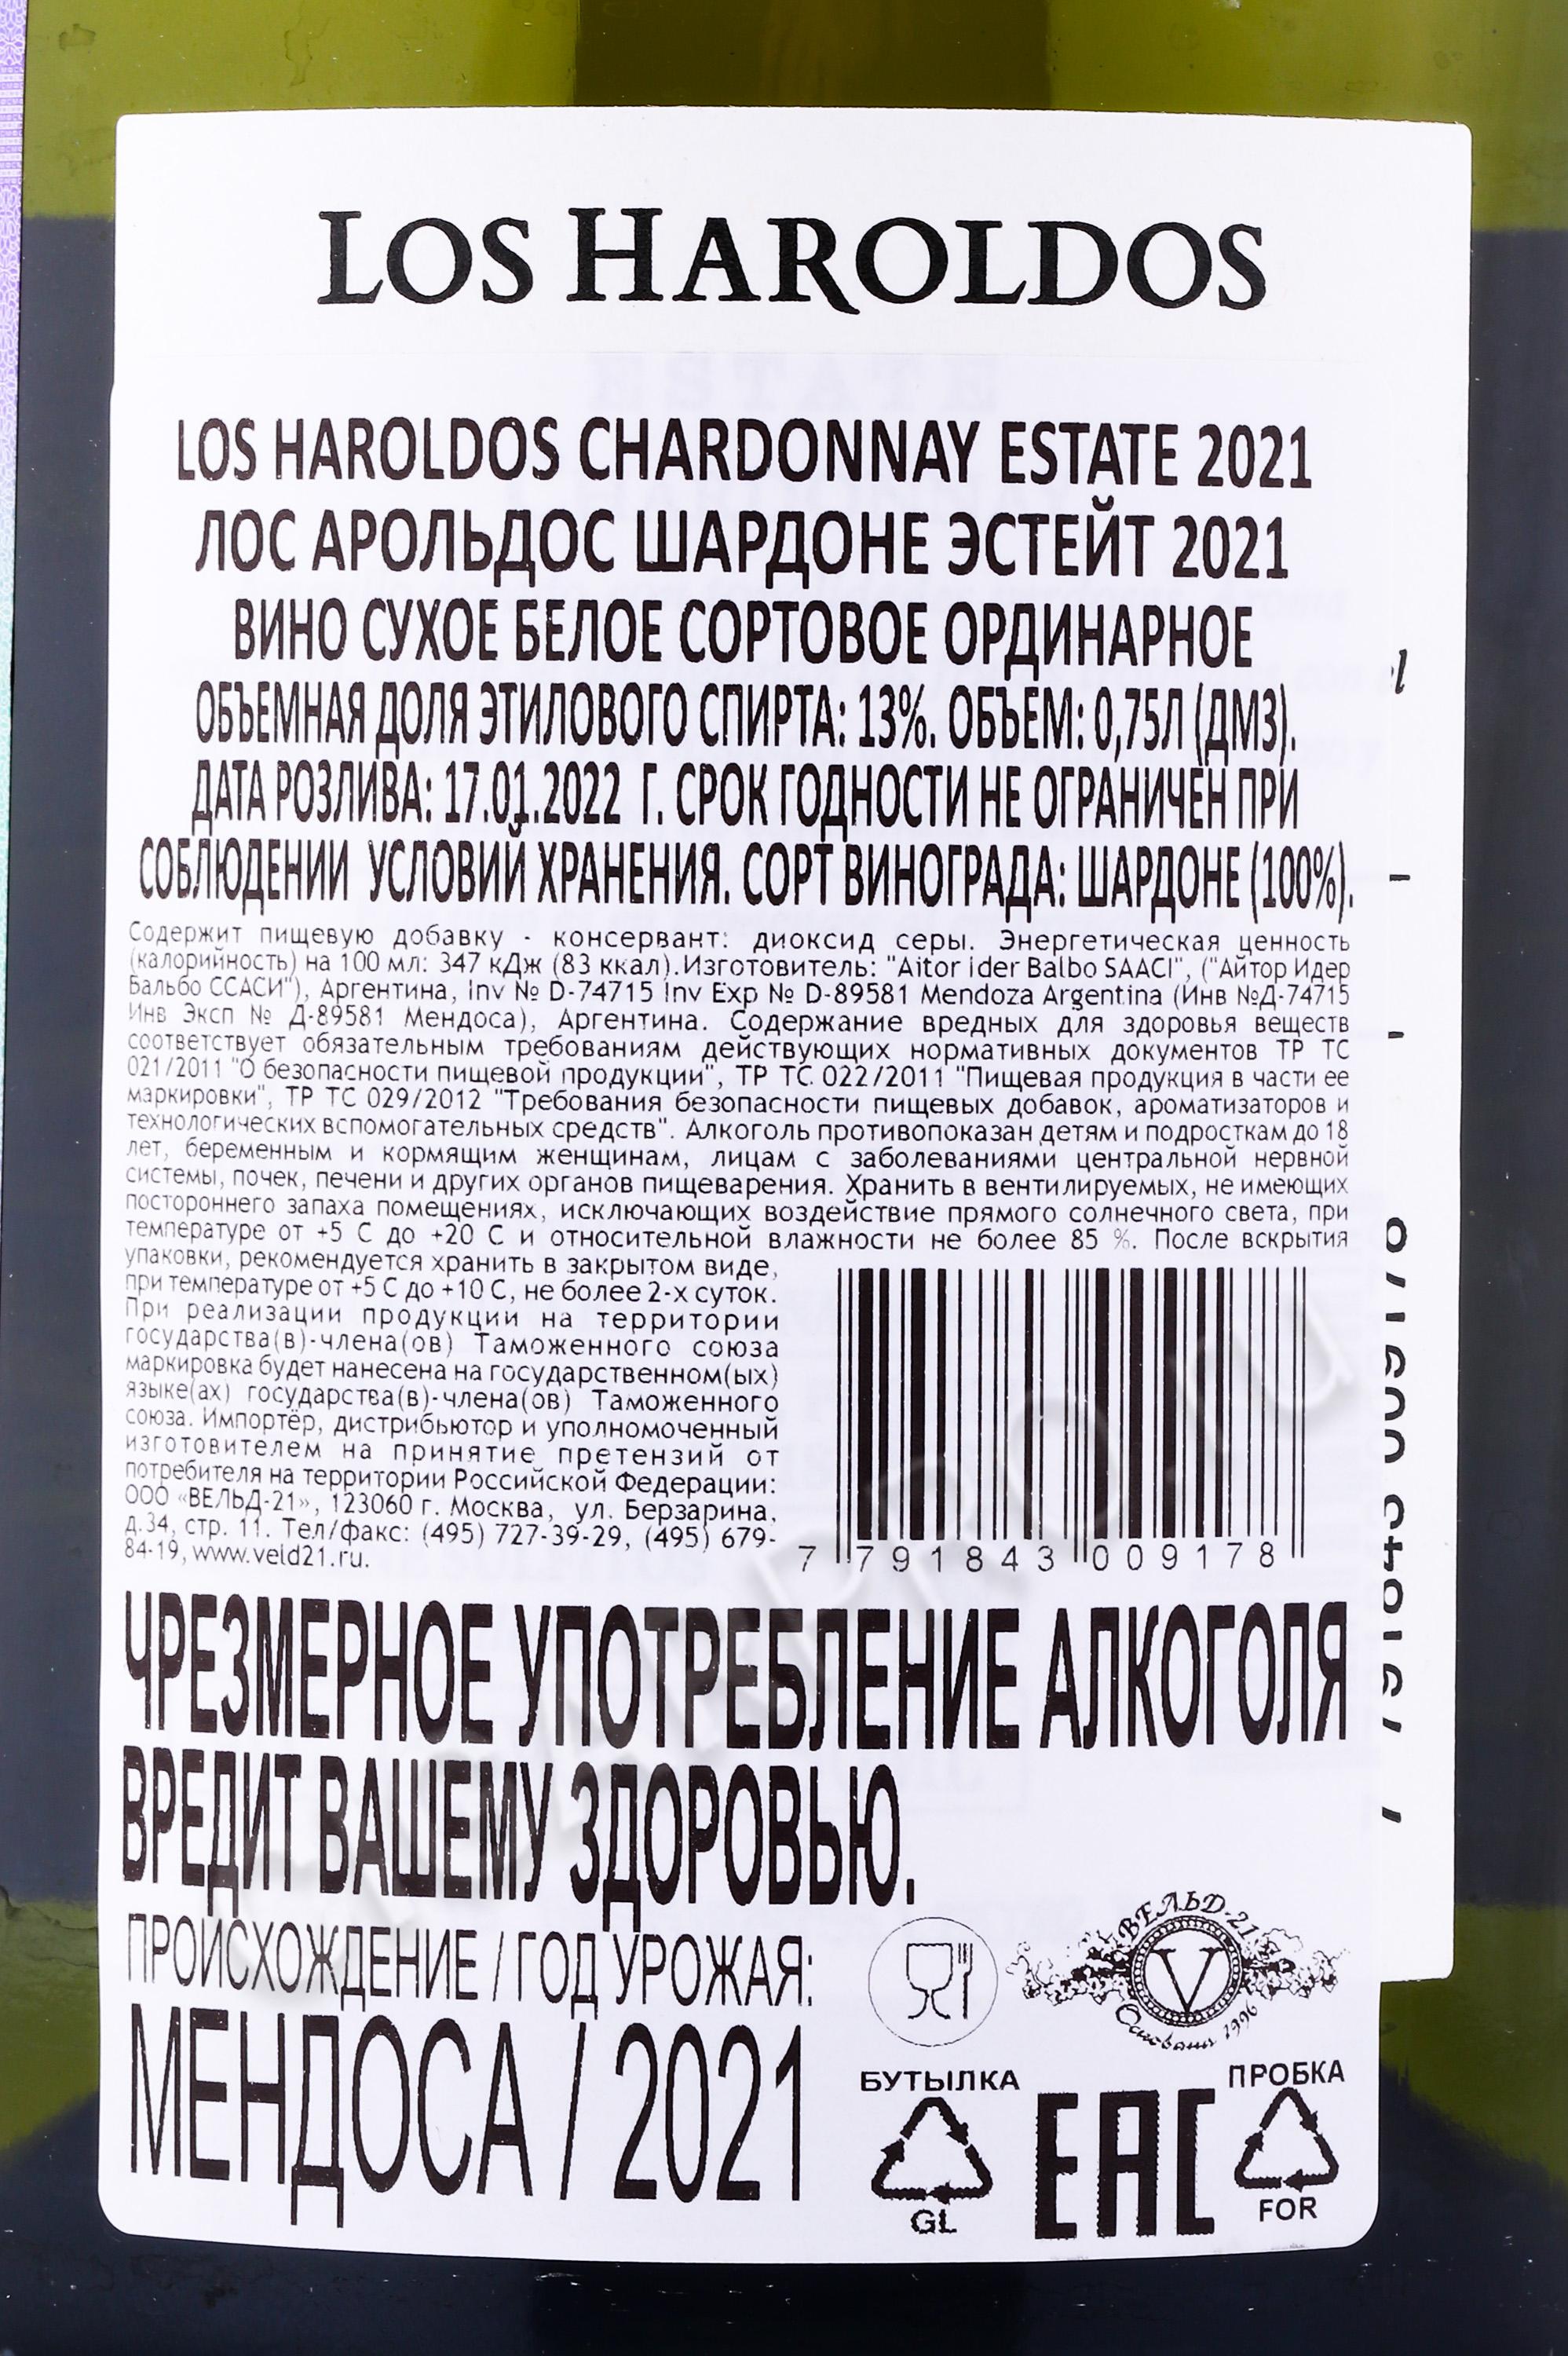 LOS HAROLDOS
LOS HAROLDOS CHARDONNAY ESTATE 2021
ЛОС АРОЛЬДОС ШАРДОНЕ ЭСТЕЙТ 2021
ВИНО СУХОЕ БЕЛОЕ СОРТОВОЕ ОРДИНАРНОЕ
ОБЪЕМНАЯ ДОЛЯ ЭТИЛОВОГО СПИРТА: 13%. ОБЪЕМ: 0,75Л (ДМ3).
ДАТА РОЗЛИВА: 17.01.2022 Г. СРОК ГОДНОСТИ НЕ ОГРАНИЧЕН ПРИ
СОБЛЮДЕНИИ УСЛОВИЙ ХРАНЕНИЯ. СОРТ ВИНОГРАДА: ШАРДОНЕ (100%).
Содержит пищевую добавку - консервант: диоксид серы. Энергетическая ценность
(калорийность) на 100 мл: 347 кДж (83 ккал).Изготовитель: "Aitor ider Balbo SAACI", ("Айтор Идер
Бальбо ССАСИ"), Аргентина, Inv № D-74715 Inv Exp № D-89581 Mendoza Argentina (Инв №Д-74715
Инв Эксп № Д-89581 Мендоса), Аргентина. Содержание вредных для здоровья веществ
соответствует обязательным требованиям действующих нормативных документов ТР ТС
021/2011 "О безопасности пищевой продукции", ТР ТС 022/2011 "Пищевая продукция в части ее
маркировки", ТР ТС 029/2012 "Требования безопасности пищевых добавок, ароматизаторов и
технологических вспомогательных средств". Алкоголь противопоказан детям и подросткам до 18
лет, беременным и кормящим женщинам, лицам с заболеваниями центральной нервной
системы, почек, печени и других органов пищеварения. Хранить в вентилируемых, не имеющих
постороннего запаха помещениях, исключающих воздействие прямого солнечного света, при
температуре от +5 С до +20 С и относительной влажности не более 85 %. После вскрытия
упаковки, рекомендуется хранить в закрытом виде,
при температуре от +5 С до +10 С, не более 2-х суток.
При реализации продукции на территории
государства(в)-члена(ов) Таможенного союза
маркировка будет нанесена на государственном(ых)
языке(ах) государства(в)-члена(ов) Таможенного
союза. Импортёр, дистрибьютор и уполномоченный
изготовителем на принятие претензий от
потребителя на территории Российской Федерации:
ООО «ВЕЛЬД-21», 123060 г. Москва, ул. Берзарина,
д.34, стр. 11. Тел/факс: (495) 727-39-29, (495) 679-
84-19, www.veld21.ru.
7 791843 009178
ЧРЕЗМЕРНОЕ УПОТРЕБЛЕНИЕ АЛКОГОЛЯ
ВРЕДИТ ВАШЕМУ ЗДОРОВЬЮ.
ПРОИСХОЖДЕНИЕ / ГОД УРОЖАЯ:
МЕНДОСА / 2021
ВЕЛЬД-21
V
Основана 1996
БУТЫЛКА
GL
EAC
ПРОБКА
FOR